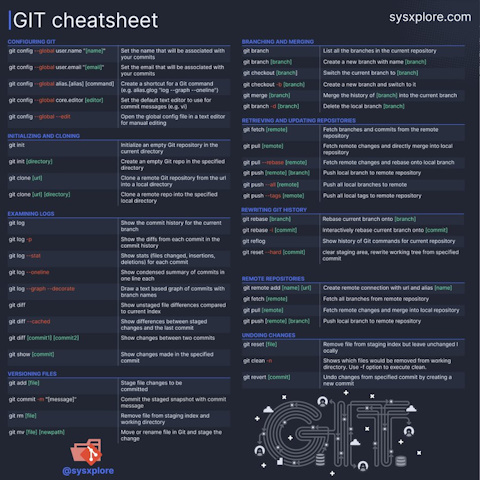 GIT cheatsheet
sysxplore.com
CONFIGURING GIT
git config --global user.name "[name]"
Set the name that will be associated with
your commits
git config --global user.email "[email]"
Set the email that will be associated with
your commits
git config --global alias.[alias] [command]
Create a shortcut for a Git command
(e.g. alias.glog "log --graph --oneline")
git config --global core.editor [editor]
Set the default text editor to use for
commit messages (e.g. vi)
git config --global --edit
Open the global config file in a text editor
for manual editing
INITIALIZING AND CLONING
git init
Initialize an empty Git repository in the
current directory
git init [directory]
Create an empty Git repo in the specified
directory
git clone [url]
Clone a remote Git repository from the url
into a local directory
git clone [url] [directory]
Clone a remote repo into the specified
local directory
EXAMINING LOGS
git log
Show the commit history for the current
branch
git log -p
Show the diffs from each commit in the
commit history
git log --stat
Show stats (files changed, insertions,
deletions) for each commit
git log --oneline
Show condensed summary of commits in
one line each
git log --graph --decorate
Draw a text based graph of commits with
branch names
git diff
Show unstaged file differences compared
to current index
git diff --cached
Show differences between staged
changes and the last commit
git diff [commit1] [commit2]
Show changes between two commits
git show [commit]
Show changes made in the specified
commit
VERSIONING FILES
git add [file]
Stage file changes to be
committed
git commit -m "[message]"
Commit the staged snapshot with commit
message
git rm [file]
Remove file from staging index and
working directory
git mv [file] [newpath]
Move or rename file in Git and stage the
change
@sysxplore
BRANCHING AND MERGING
git branch
List all the branches in the current repository
git branch [branch]
Create a new branch with name [branch]
git checkout [branch]
Switch the current branch to [branch]
git checkout -b [branch]
Create a new branch and switch to it
git merge [branch]
Merge the history of [branch] into the current branch
git branch -d [branch]
Delete the local branch [branch]
RETRIEVING AND UPDATING REPOSITORIES
git fetch [remote]
Fetch branches and commits from the remote
repository
git pull [remote]
Fetch remote changes and directly merge into local
repository
git pull --rebase [remote]
Fetch remote changes and rebase onto local branch
git push [remote] [branch]
Push local branch to remote repository
git push --all [remote]
Push all local branches to remote
git push --tags [remote]
Push all local tags to remote repository
REWRITING GIT HISTORY
git rebase [branch]
Rebase current branch onto [branch]
git rebase -i [commit]
Interactively rebase current branch onto [commit]
git reflog
Show history of Git commands for current repository
git reset --hard [commit]
clear staging area, rewrite working tree from specified
commit
REMOTE REPOSITORIES
git remote add [name] [url]
Create remote connection with url and alias [name]
git fetch [remote]
Fetch all branches from remote repository
git pull [remote]
Fetch remote changes and merge into local repository
git push [remote] [branch]
Push local branch to remote repository
UNDOING CHANGES
git reset [file]
Remove file from staging index but leave unchanged l
ocally
git clean -n
Shows which files would be removed from working
directory. Use -f option to execute clean.
git revert [commit]
Undo changes from specified commit by creating a
new commit
GIT